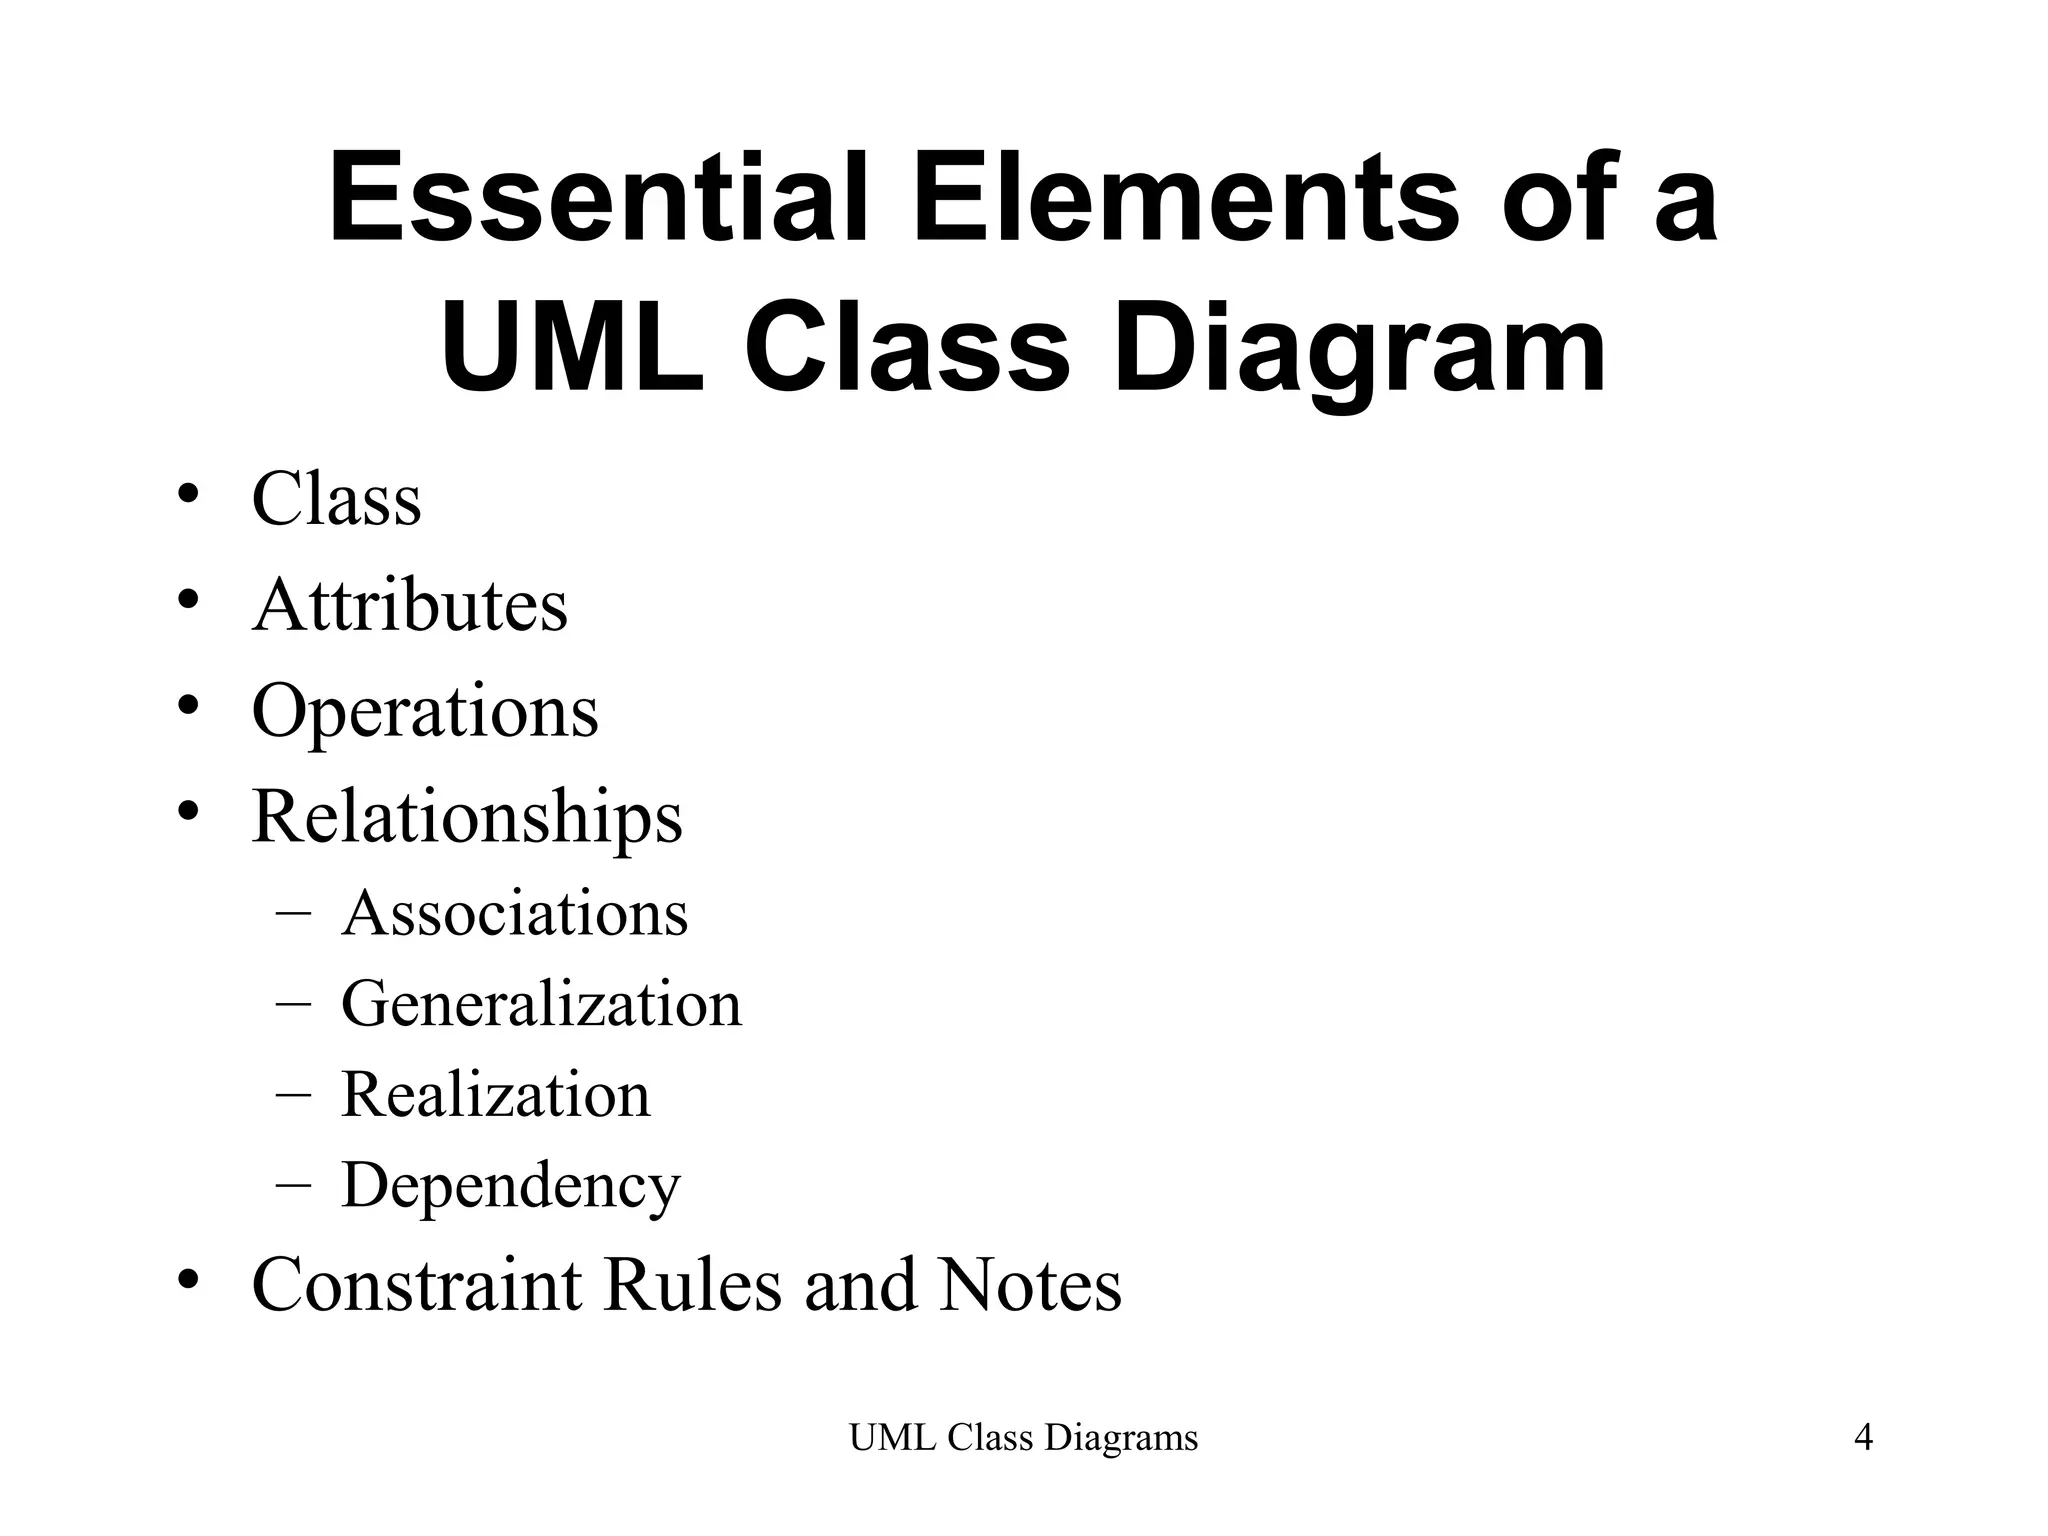 Essential Elements of a
UML Class Diagram
• Class
• Attributes
• Operations
• Relationships
– Associations
– Generalization
– Realization
– Dependency
• Constraint Rules and Notes
UML Class Diagrams 4